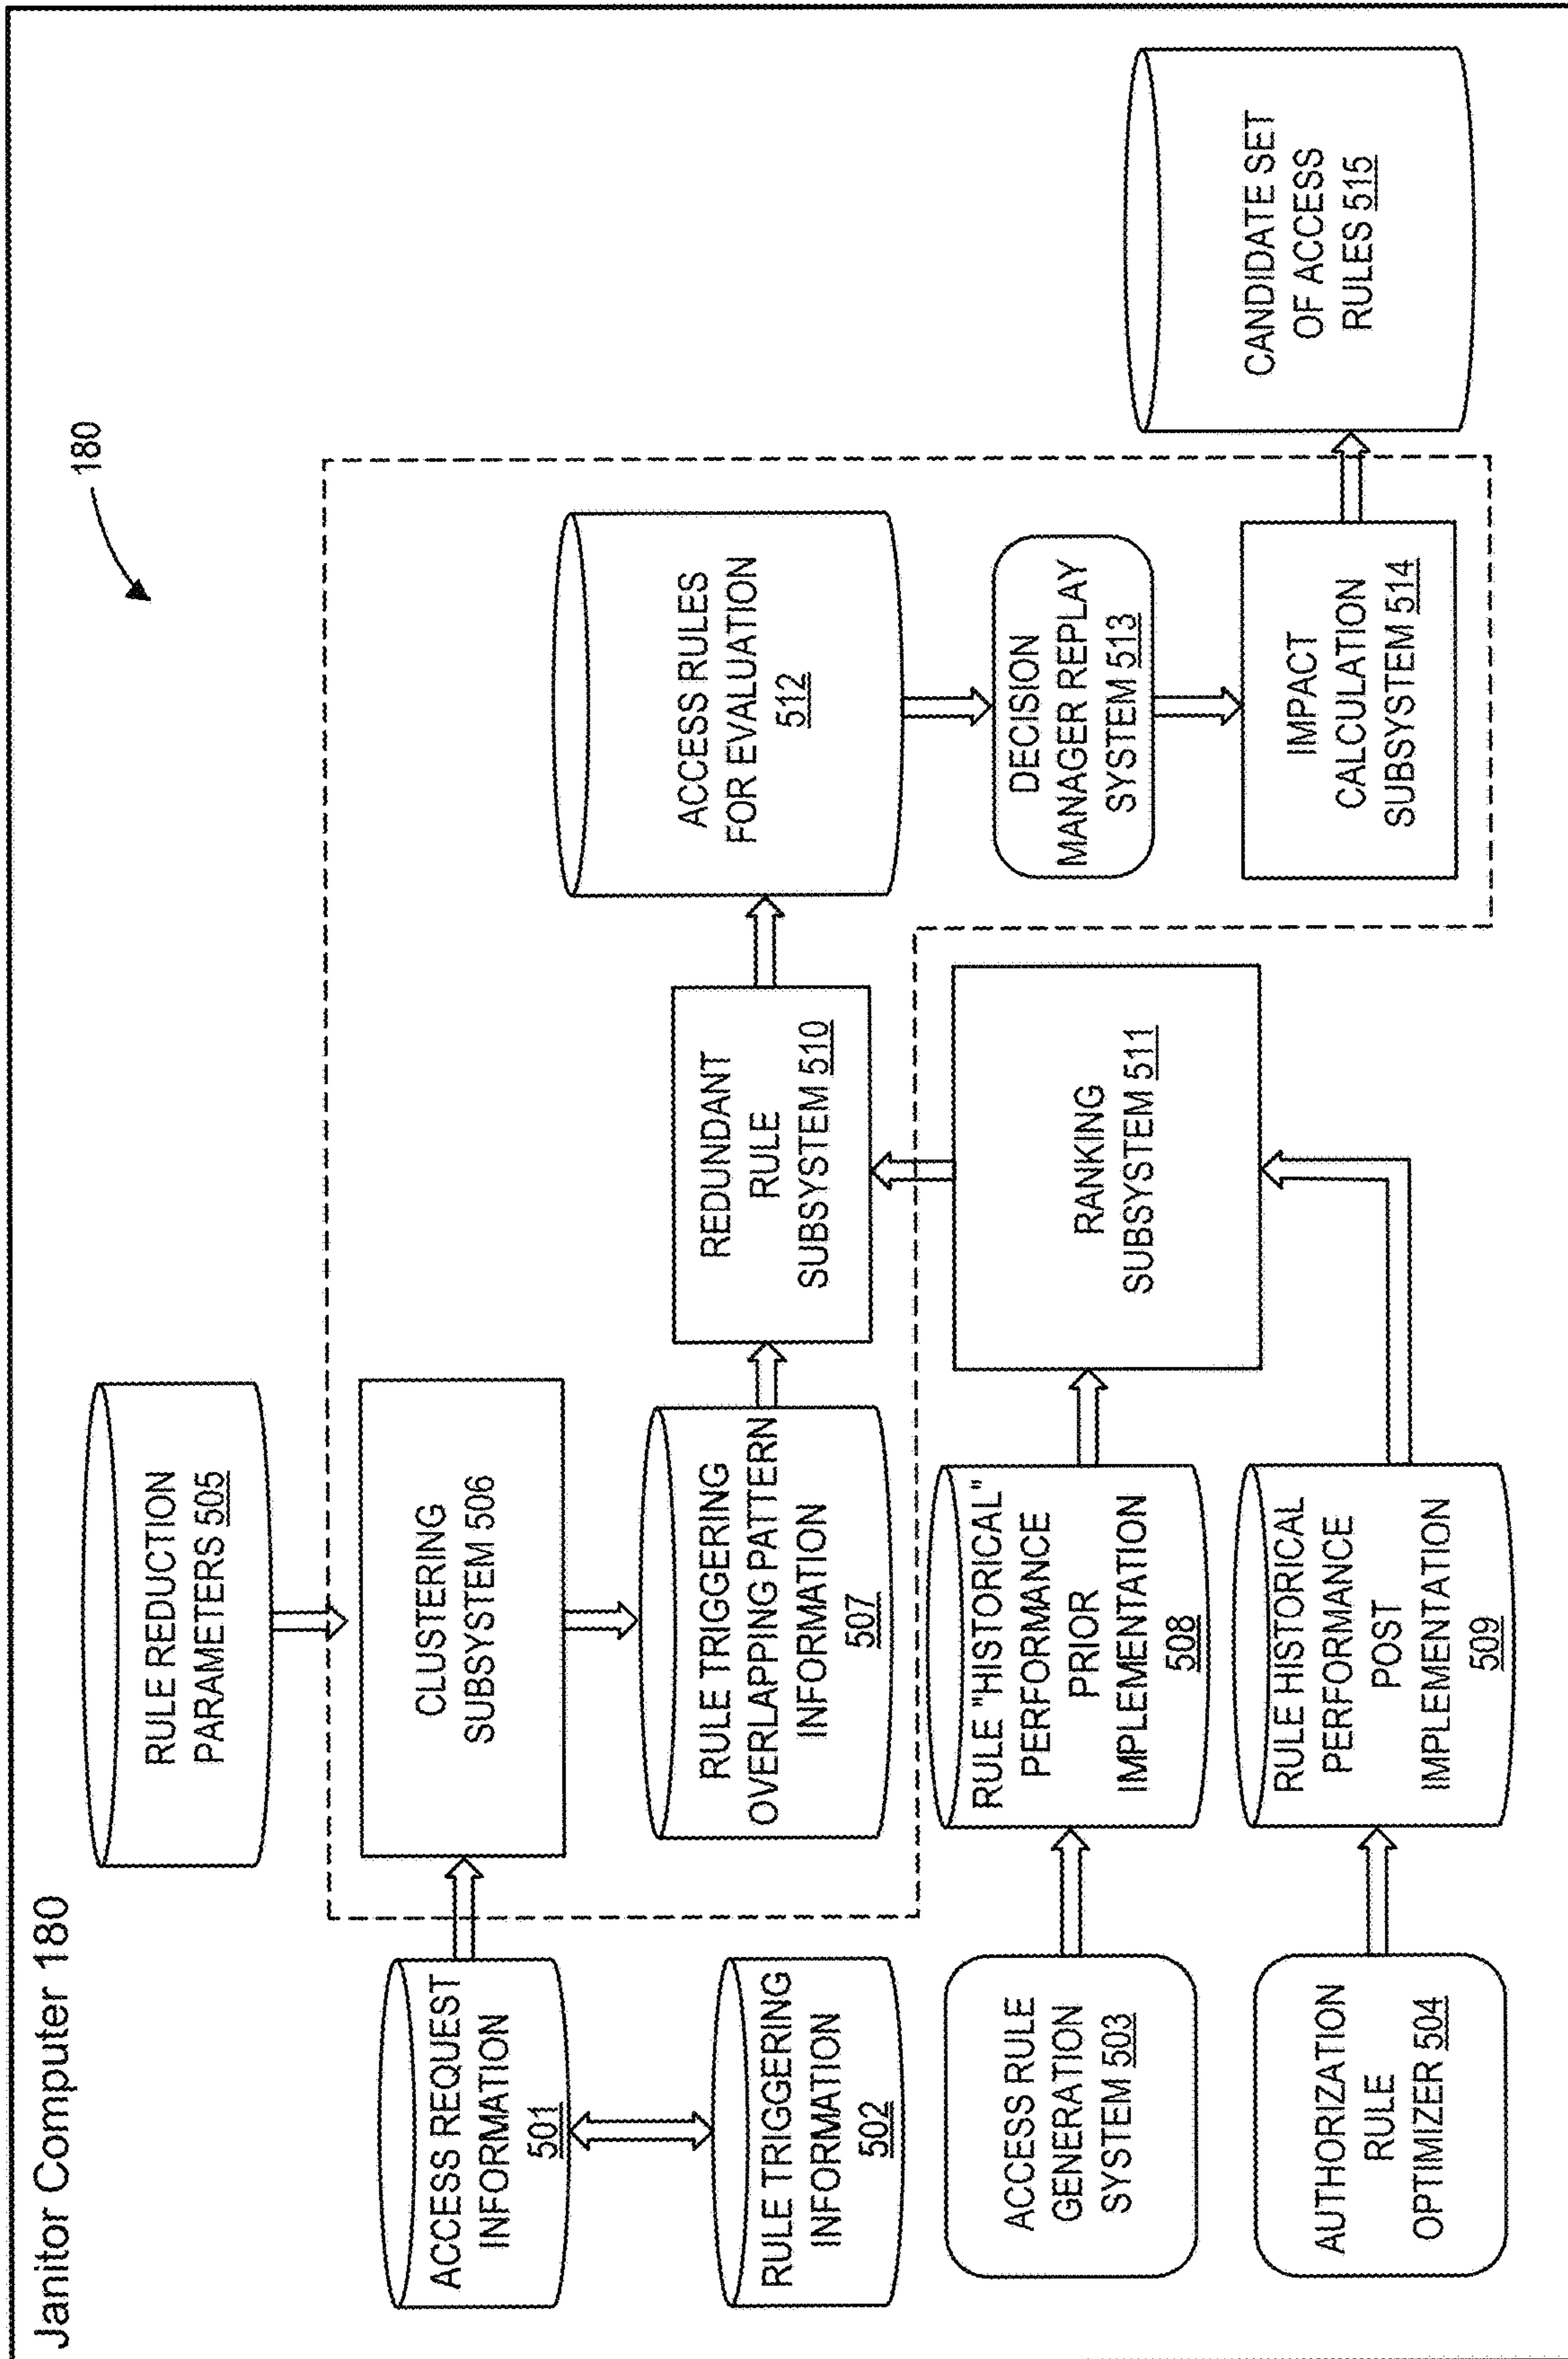 Janitor Computer 180
180
RULE REDUCTION
PARAMETERS 505
ACCESS REQUEST
INFORMATION
501
CLUSTERING
SUBSYSTEM 506
RULE TRIGGERING
INFORMATION
502
RULE TRIGGERING
OVERLAPPING PATTERN
INFORMATION
507
REDUNDANT
RULE
SUBSYSTEM 510
ACCESS RULES
FOR EVALUATION
512
ACCESS RULE
GENERATION
SYSTEM 503
RULE "HISTORICAL"
PERFORMANCE
PRIOR
IMPLEMENTATION
508
RANKING
SUBSYSTEM 511
DECISION
MANAGER REPLAY
SYSTEM 513
AUTHORIZATION
RULE
OPTIMIZER 504
RULE HISTORICAL
PERFORMANCE
POST
IMPLEMENTATION
509
IMPACT
CALCULATION
SUBSYSTEM 514
CANDIDATE SET
OF ACCESS
RULES 515